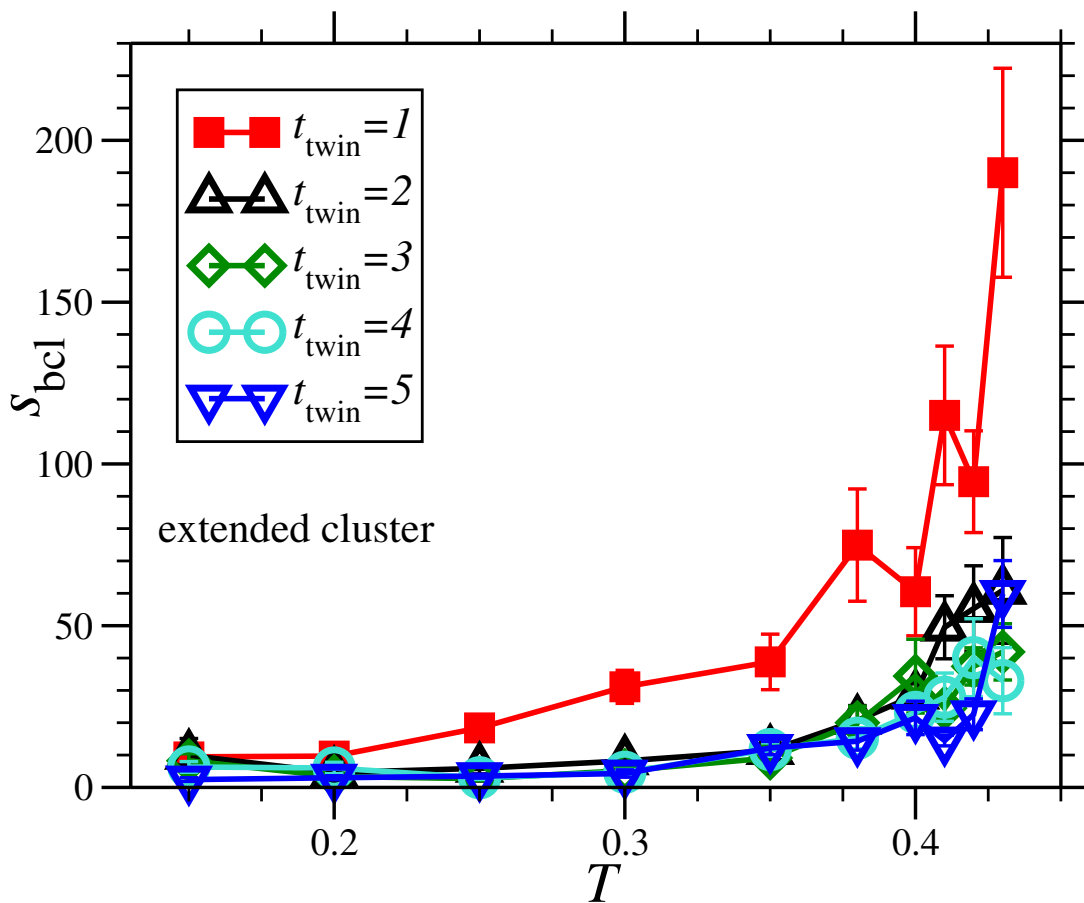 200
150
100
50
0
s_bcl
t_twin=1
t_twin=2
t_twin=3
t_twin=4
t_twin=5
extended cluster
0.2 0.3 0.4
T